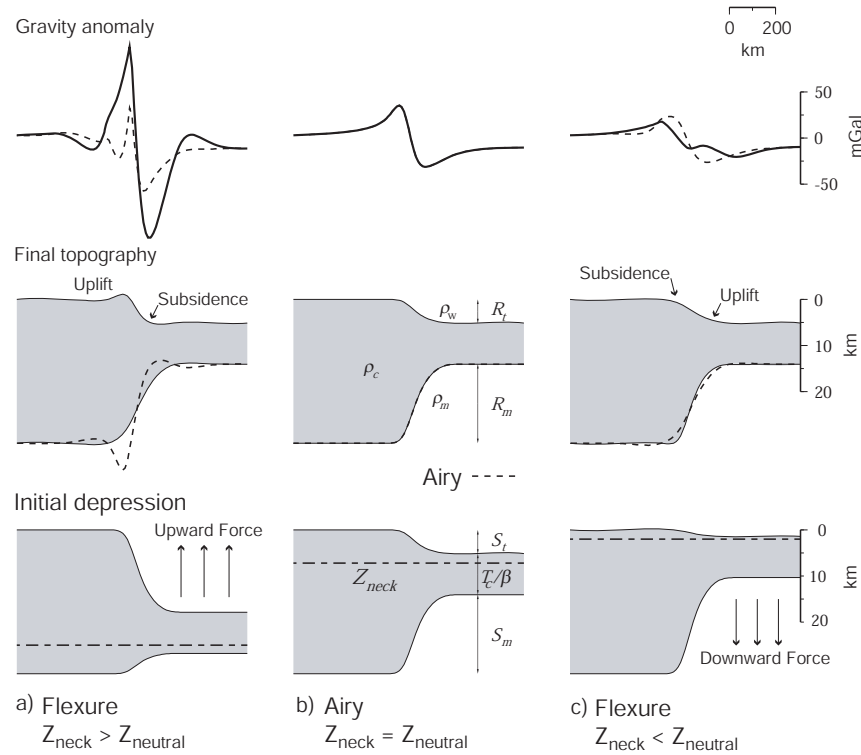 Gravity anomaly
0 200
km
50
0
-50
mGal
Final topography
Uplift
Subsidence
ρw
Rt
ρc
ρm
Rm
Airy
Subsidence
Uplift
0
10
20
km
Initial depression
Upward Force
St
Zneck
Tc/β
Sm
0
10
20
km
Downward Force
a) Flexure
Zneck > Zneutral
b) Airy
Zneck = Zneutral
c) Flexure
Zneck < Zneutral